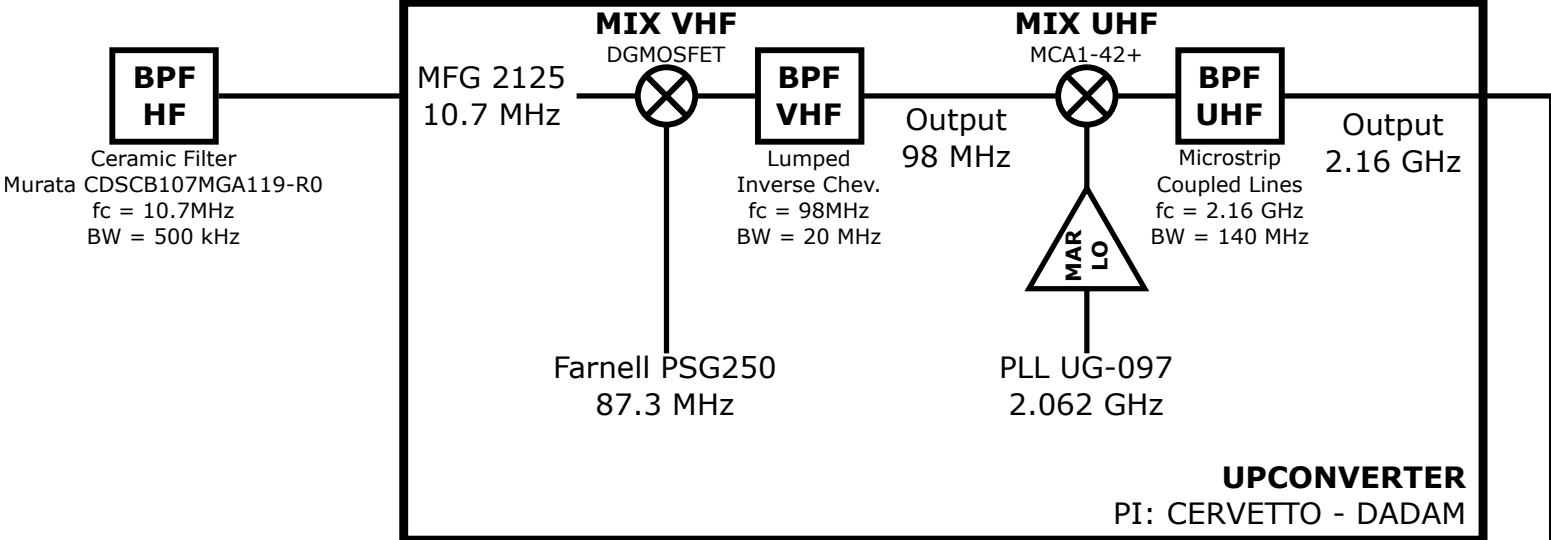 BPF
HF
Ceramic Filter
Murata CDSCB107MGA119-R0
fc = 10.7MHz
BW = 500 kHz
MFG 2125
10.7 MHz
MIX VHF
DGMOSFET
Farnell PSG250
87.3 MHz
BPF
VHF
Lumped
Inverse Chev.
fc = 98MHz
BW = 20 MHz
Output
98 MHz
MIX UHF
MCA1-42+
MAR
LO
PLL UG-097
2.062 GHz
BPF
UHF
Microstrip
Coupled Lines
fc = 2.16 GHz
BW = 140 MHz
Output
2.16 GHz
UPCONVERTER
PI: CERVETTO - DADAM